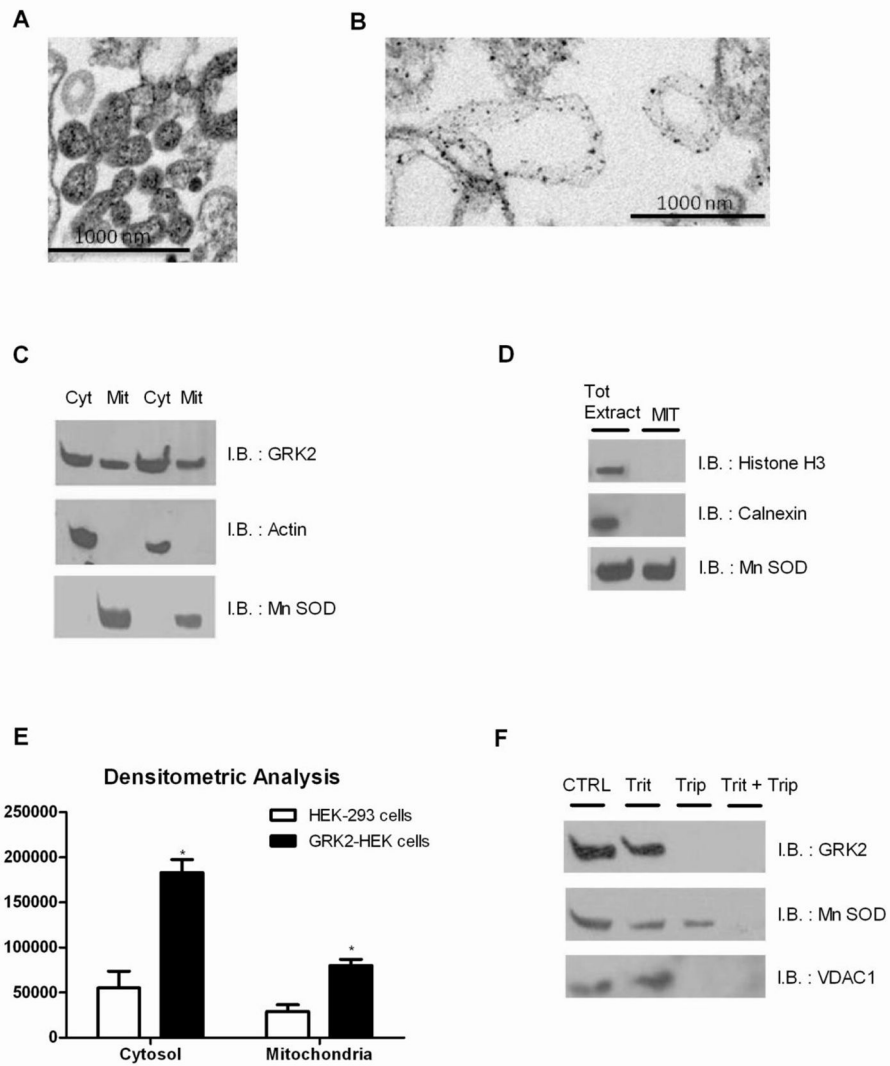 A
B
1000 nm
1000 nm
C
D
Cyt Mit Cyt Mit
I.B. : GRK2
I.B. : Actin
I.B. : Mn SOD
Tot
Extract MIT
I.B. : Histone H3
I.B. : Calnexin
I.B. : Mn SOD
E
F
Densitometric Analysis
HEK-293 cells
GRK2-HEK cells
250000
200000
150000
100000
50000
0
*
*
Cytosol Mitochondria
CTRL Trit Trip Trit + Trip
I.B. : GRK2
I.B. : Mn SOD
I.B. : VDAC1